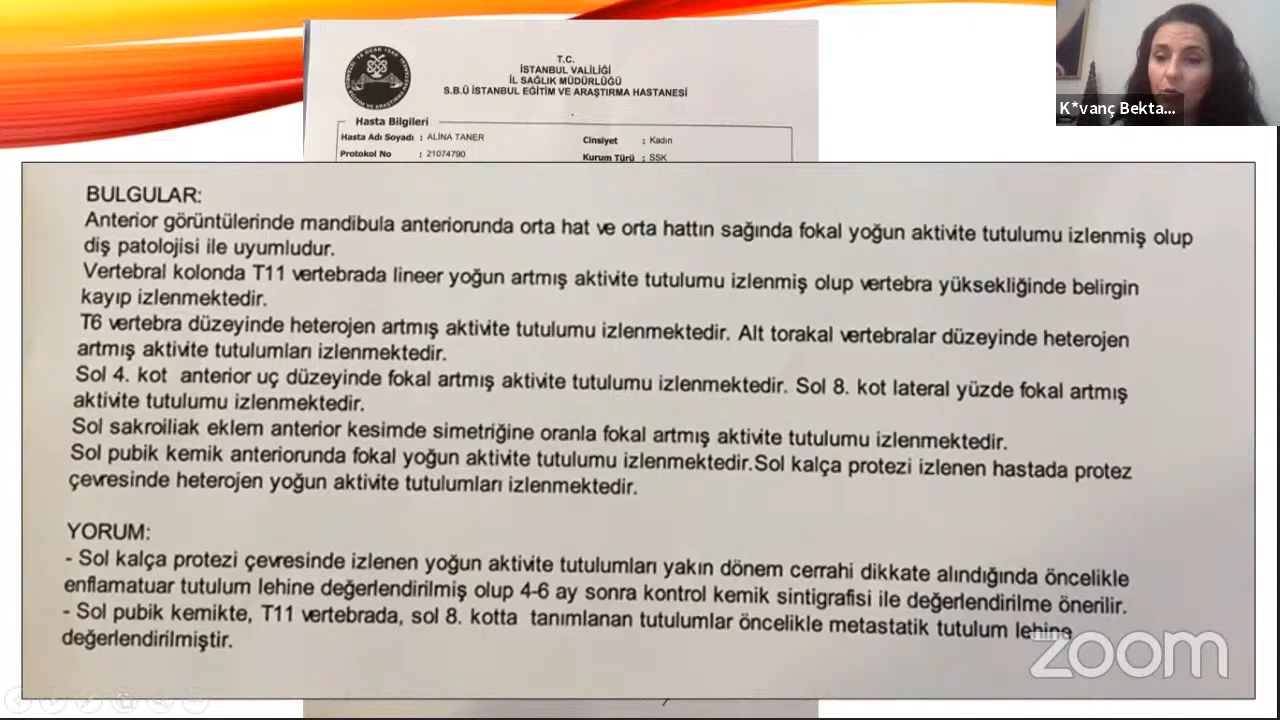 T.C.
İSTANBUL VALİLİĞİ
İL SAĞLIK MÜDÜRLÜĞÜ
S.B.Ü İSTANBUL EĞİTİM VE ARAŞTIRMA HASTANESİ
Hasta Bilgileri
Hasta Adı Soyadı : ALİNA TANER
Cinsiyet : Kadın
Protokol No : 21074790
Kurum Türü : SSK
K*vanç Bekta...
BULGULAR:
Anterior görüntülerinde mandibula anteriorunda orta hat ve orta hattın sağında fokal yoğun aktivite tutulumu izlenmiş olup
diş patolojisi ile uyumludur.
Vertebral kolonda T11 vertebrada lineer yoğun artmış aktivite tutulumu izlenmiş olup vertebra yüksekliğinde belirgin
kayıp izlenmektedir.
T6 vertebra düzeyinde heterojen artmış aktivite tutulumu izlenmektedir. Alt torakal vertebralar düzeyinde heterojen
artmış aktivite tutulumları izlenmektedir.
Sol 4. kot anterior uç düzeyinde fokal artmış aktivite tutulumu izlenmektedir. Sol 8. kot lateral yüzde fokal artmış
aktivite tutulumu izlenmektedir.
Sol sakroiliak eklem anterior kesimde simetriğine oranla fokal artmış aktivite tutulumu izlenmektedir.
Sol pubik kemik anteriorunda fokal yoğun aktivite tutulumu izlenmektedir.Sol kalça protezi izlenen hastada protez
çevresinde heterojen yoğun aktivite tutulumları izlenmektedir.
YORUM:
- Sol kalça protezi çevresinde izlenen yoğun aktivite tutulumları yakın dönem cerrahi dikkate alındığında öncelikle
enflamatuar tutulum lehine değerlendirilmiş olup 4-6 ay sonra kontrol kemik sintigrafisi ile değerlendirilme önerilir.
- Sol pubik kemikte, T11 vertebrada, sol 8. kotta tanımlanan tutulumlar öncelikle metastatik tutulum lehine
değerlendirilmiştir.
zoom